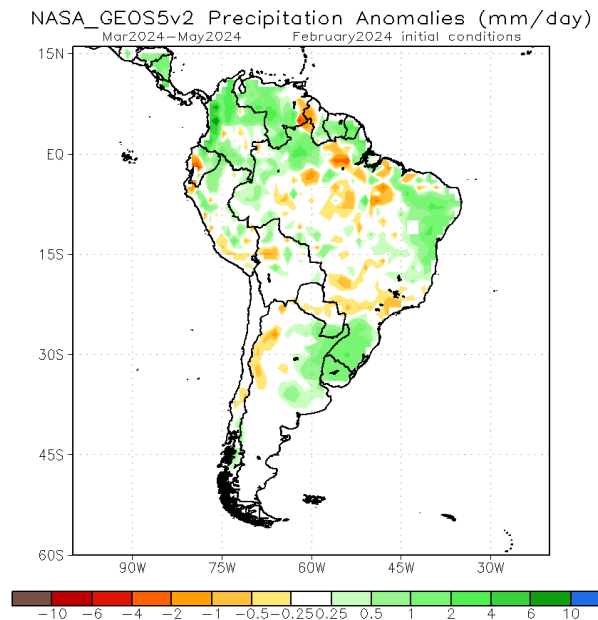 NASA_GEOS5v2 Precipitation Anomalies (mm/day)
Mar2024−May2024 February2024 initial conditions
15N
EQ
15S
30S
45S
60S
90W 75W 60W 45W 30W
−10 −6 −4 −2 −1 −0.5 −0.25 0.25 0.5 1 2 4 6 10